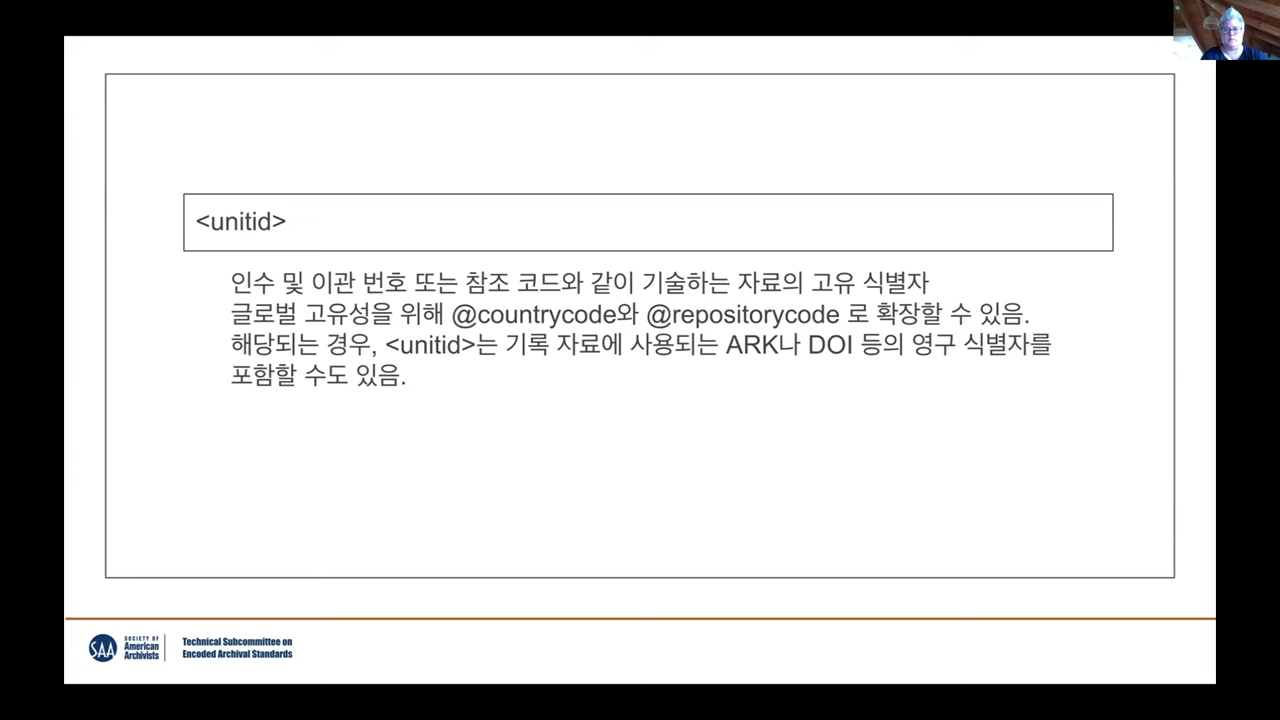 <unitid>
인수 및 이관 번호 또는 참조 코드와 같이 기술하는 자료의 고유 식별자
글로벌 고유성을 위해 @countrycode와 @repositorycode 로 확장할 수 있음.
해당되는 경우, <unitid>는 기록 자료에 사용되는 ARK나 DOI 등의 영구 식별자를
포함할 수도 있음.
SAA
SOCIETY OF
American
Archivists
Technical Subcommittee on
Encoded Archival Standards